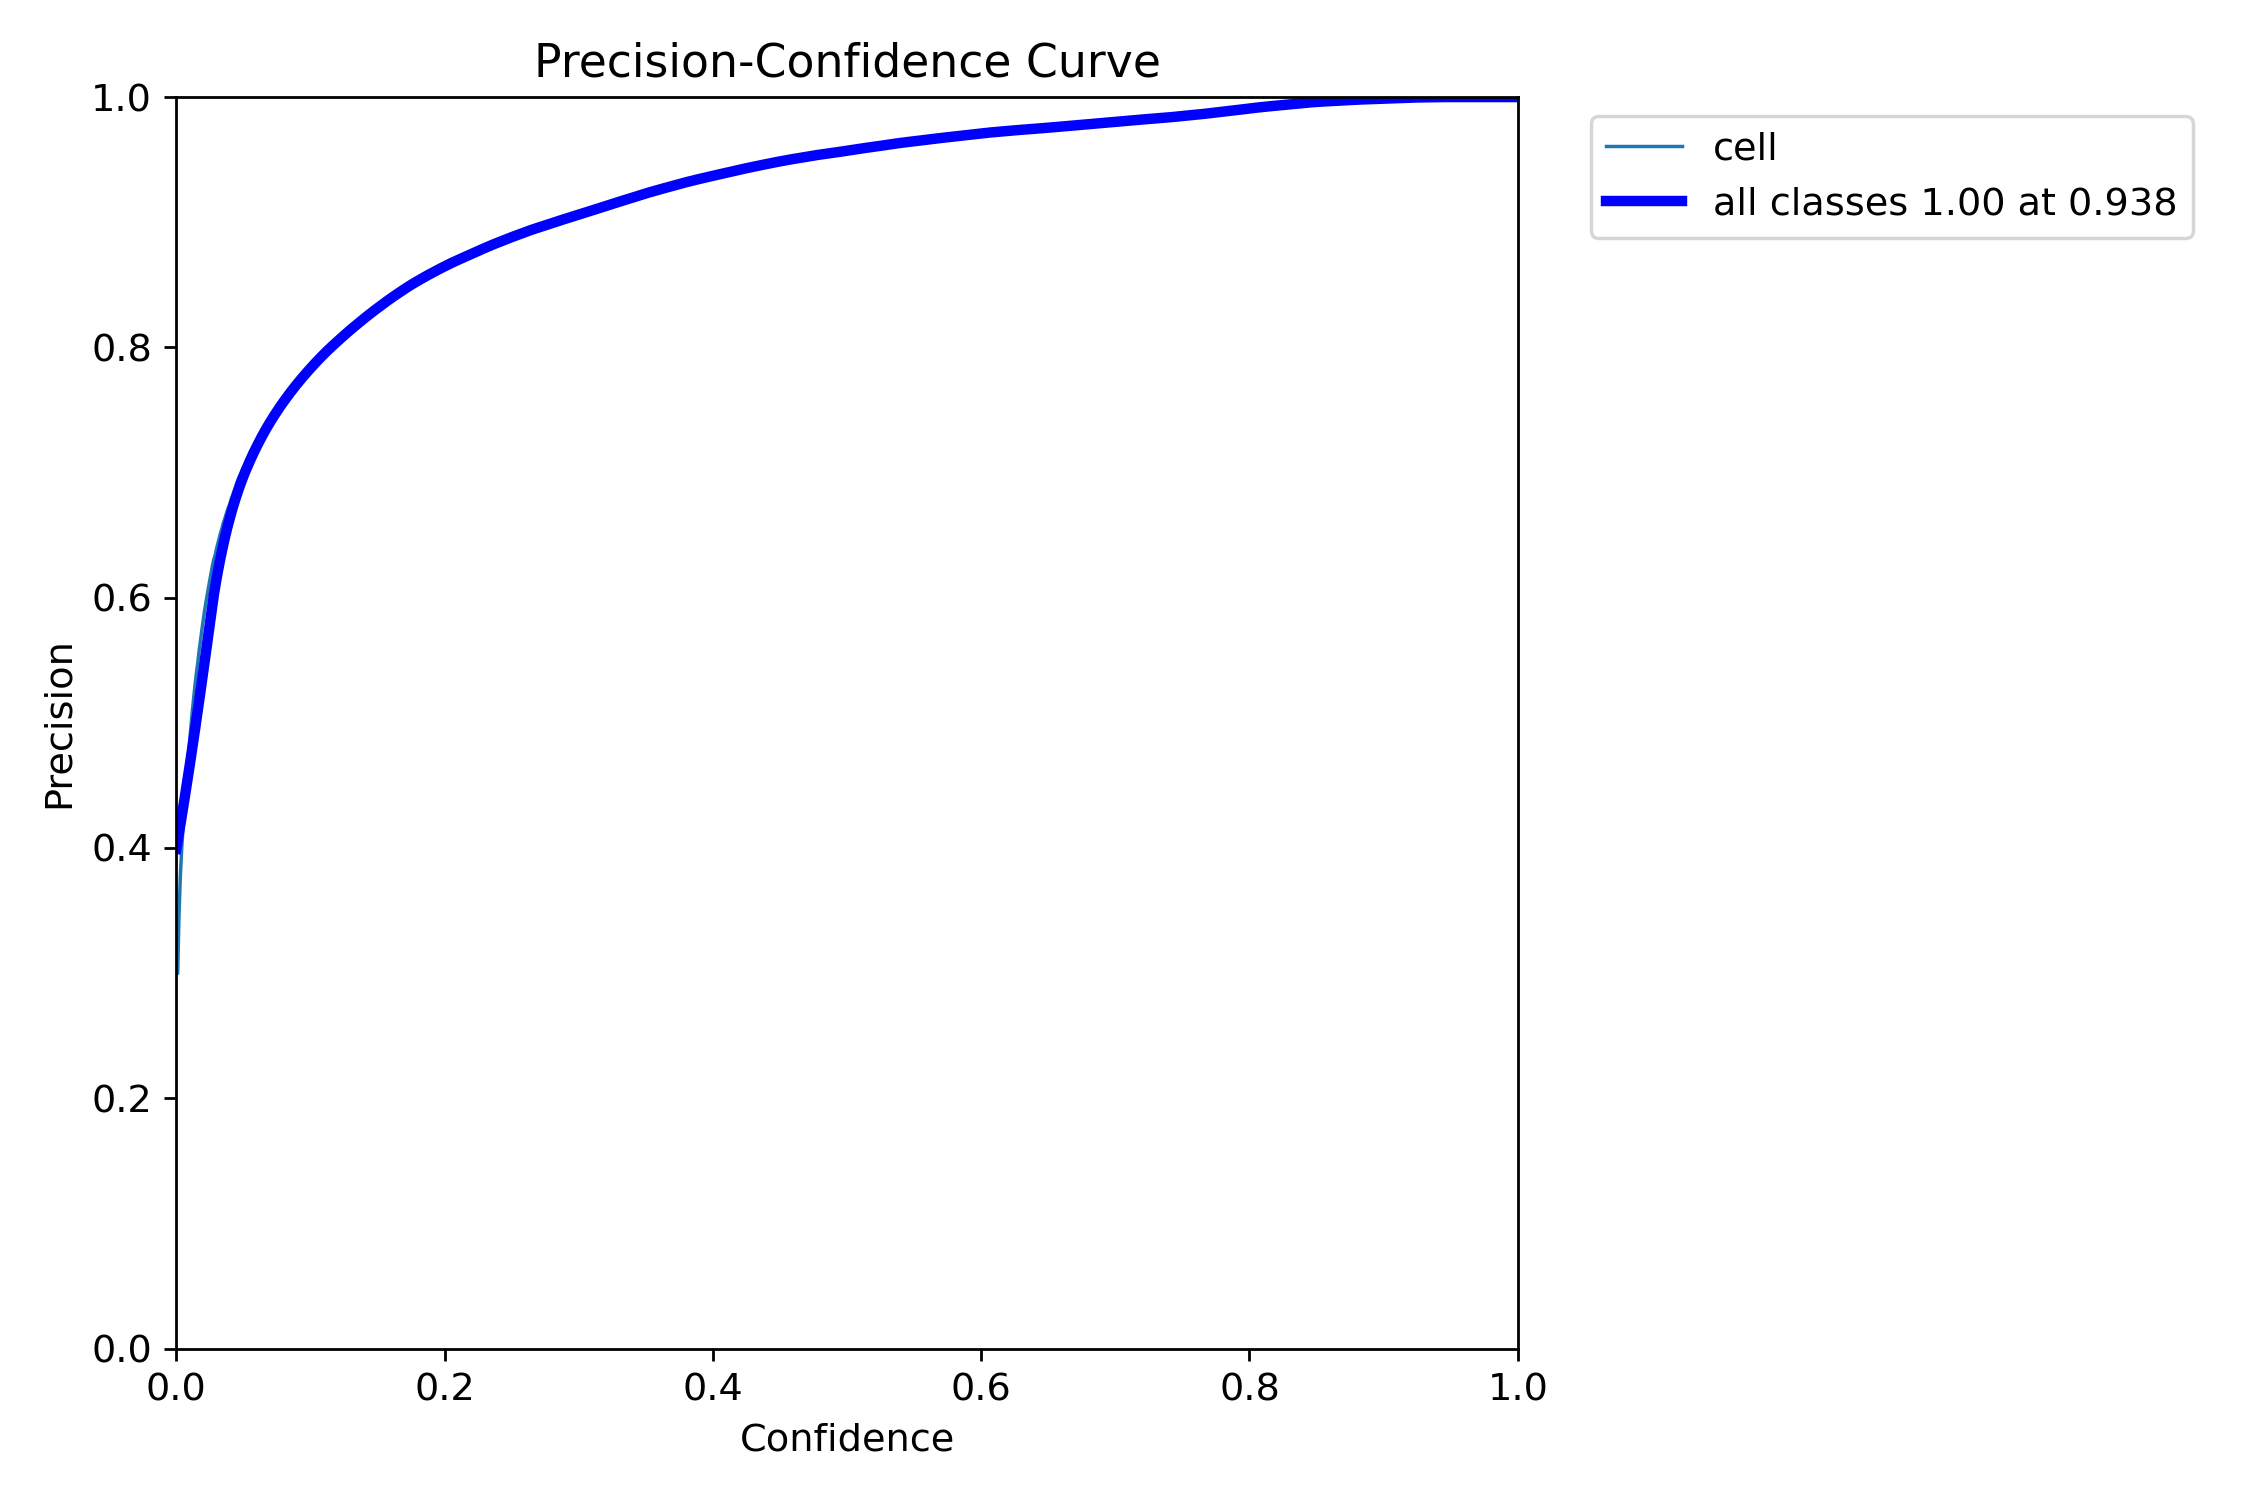 Precision-Confidence Curve
1.0
0.8
0.6
0.4
0.2
0.0
Precision
0.0 0.2 0.4 0.6 0.8 1.0
Confidence
cell
all classes 1.00 at 0.938